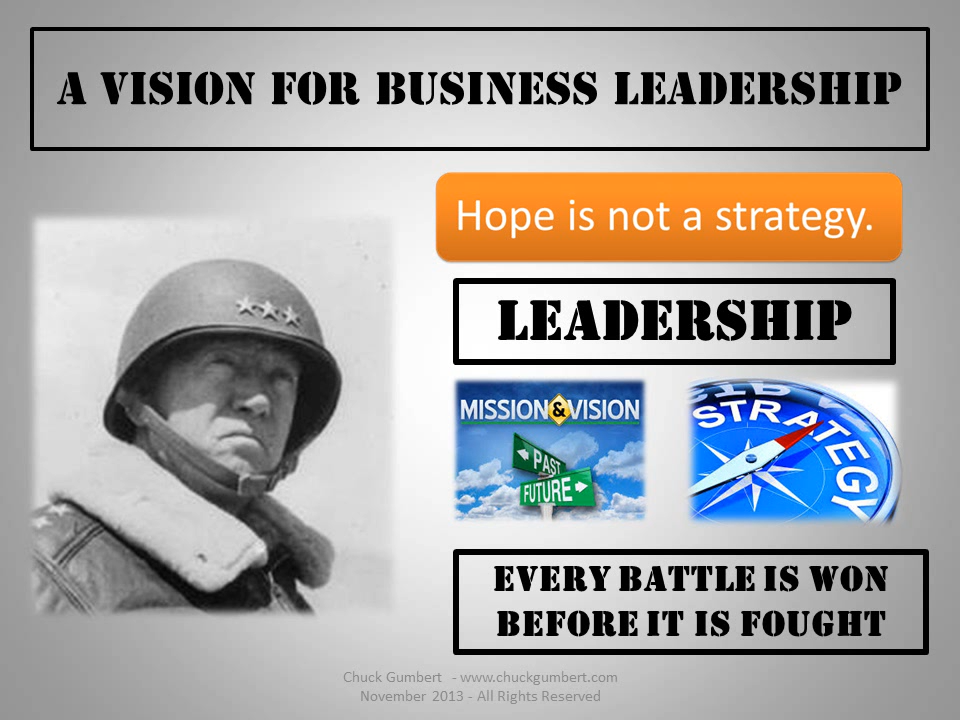 A VISION FOR BUSINESS LEADERSHIP
Hope is not a strategy.
LEADERSHIP
MISSION & VISION
PAST
FUTURE
STRATEGY
EVERY BATTLE IS WON
BEFORE IT IS FOUGHT
Chuck Gumbert - www.chuckgumbert.com
November 2013 - All Rights Reserved